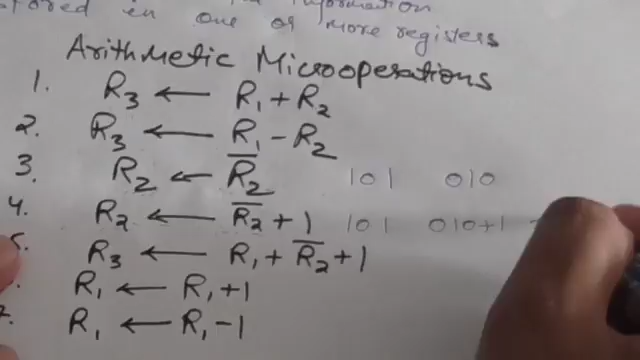 stored in one or more registers
Arithmetic Microoperations
1. R3 ← R1 + R2
2. R3 ← R1 - R2
3. R2 ← R̅2 101 010
4. R2 ← R̅2 + 1 101 010+1
5. R3 ← R1 + R̅2 + 1
R1 ← R1 + 1
7. R1 ← R1 - 1